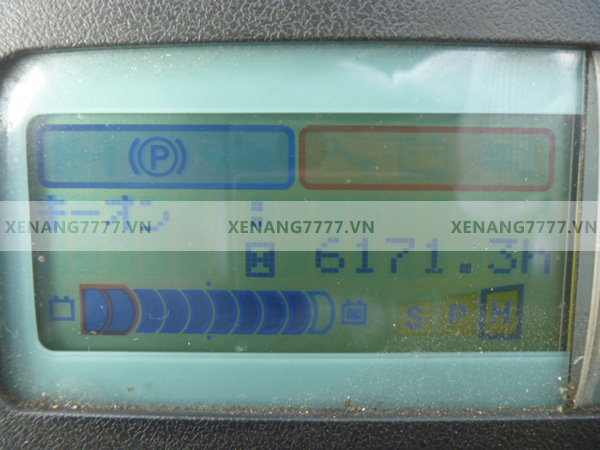 P
キーオン :
XENANG7777.VN XENANG7777.VN XENANG7777.VN
H 6171.3H
S P H